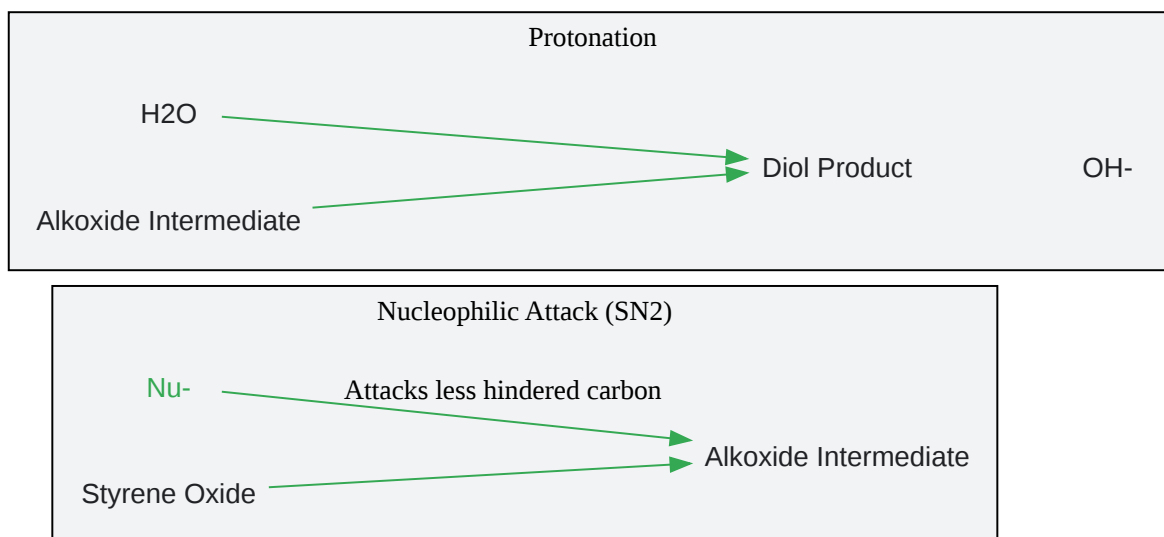 Protonation
H2O
Diol Product
OH-
Alkoxide Intermediate
Nucleophilic Attack (SN2)
Nu-
Attacks less hindered carbon
Alkoxide Intermediate
Styrene Oxide